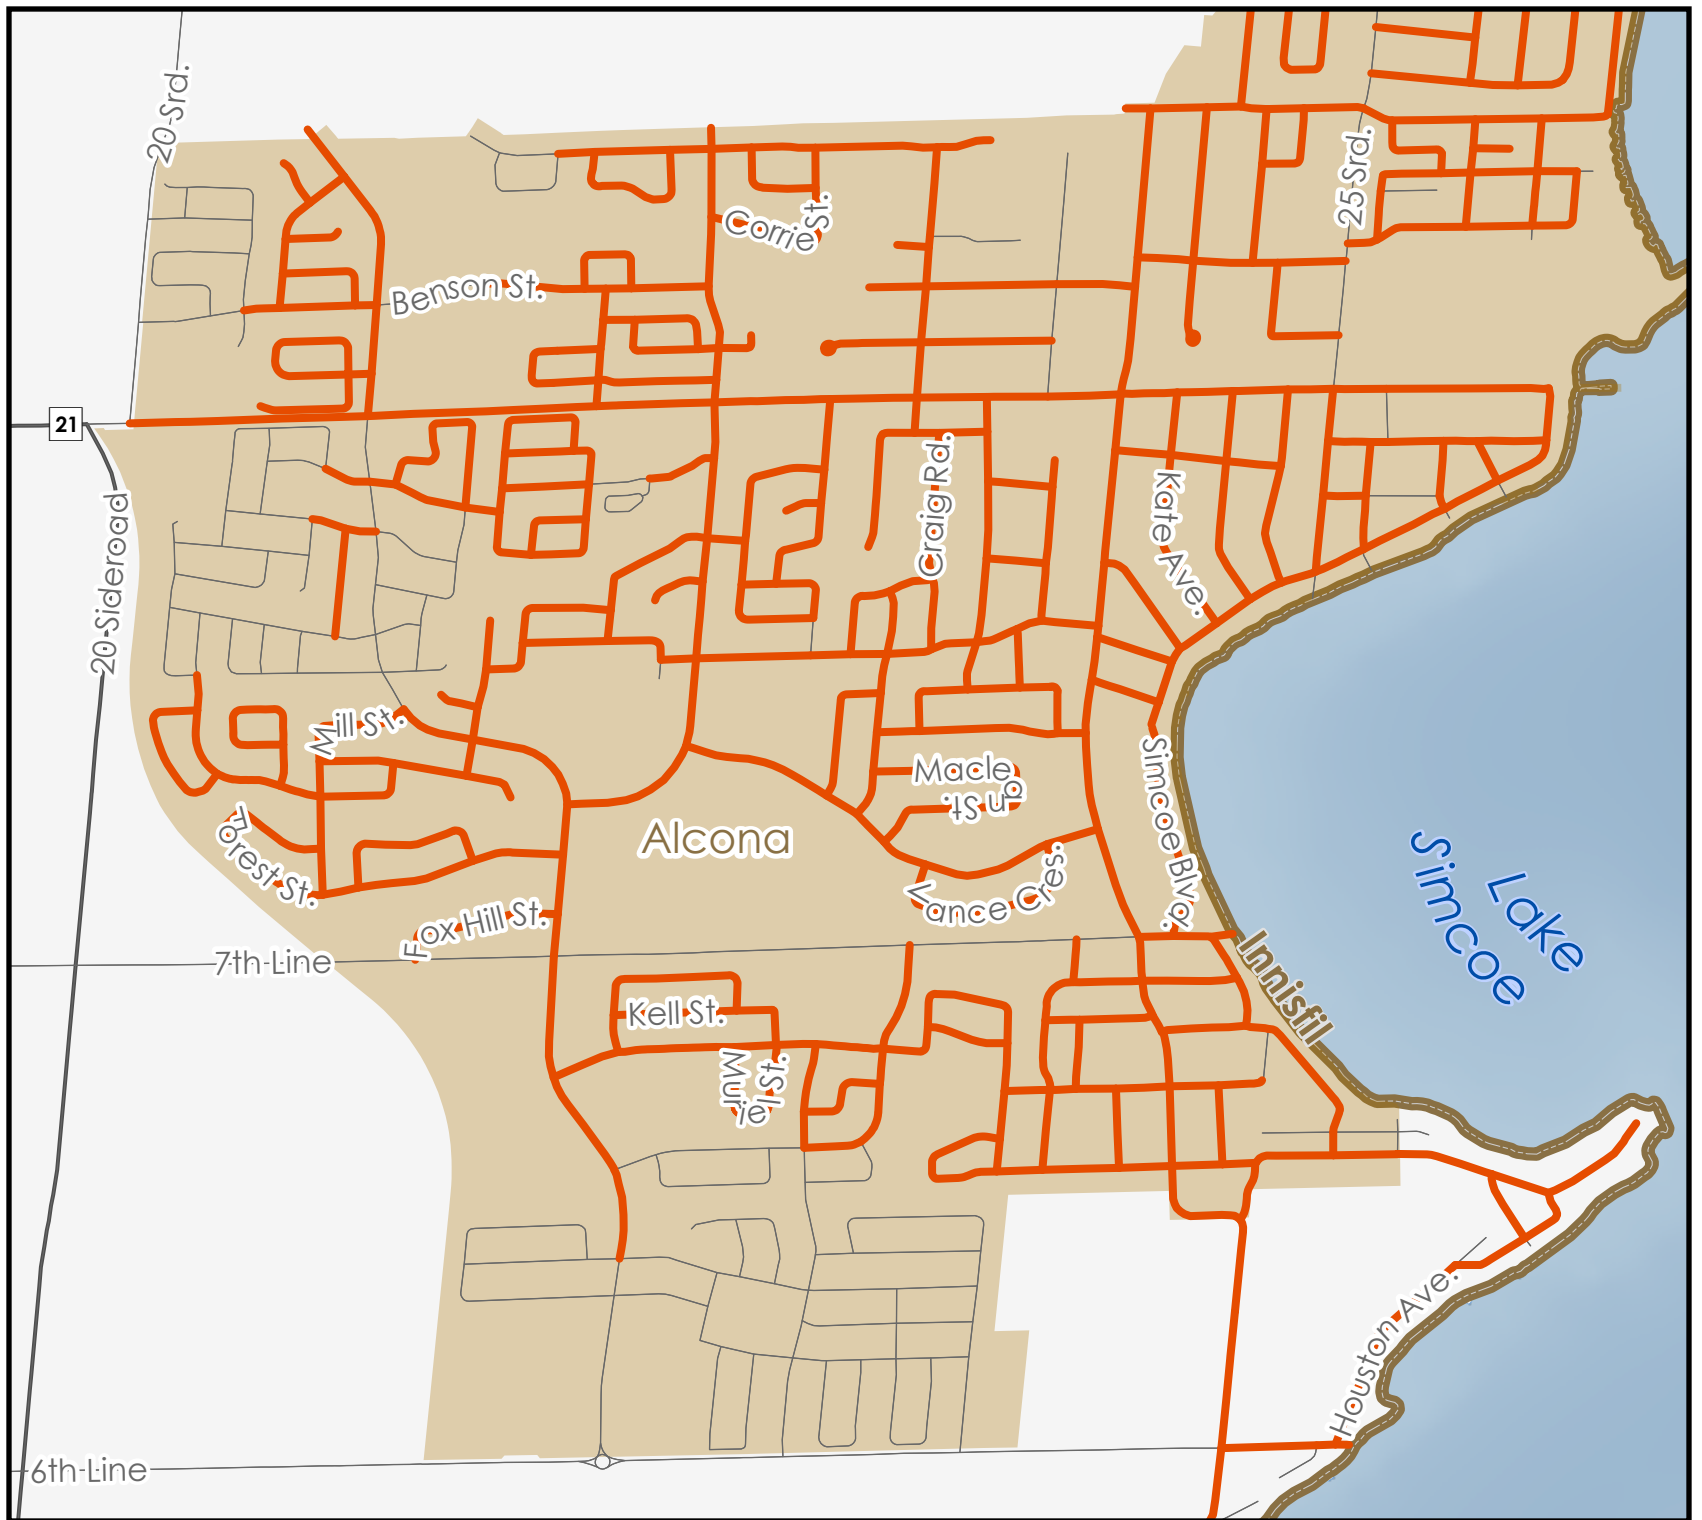 20 Srd.
25 Srd.
Corrie St.
Benson St.
21
Craig Rd.
Kate Ave.
20 Sideroad
Mill St.
Maclean St.
Simcoe Blvd.
Alcona
Forest St.
Lake
Simcoe
Vance Cres.
Fox Hill St.
7th Line
Innisfil
Kell St.
Muriel St.
Houston Ave.
6th Line